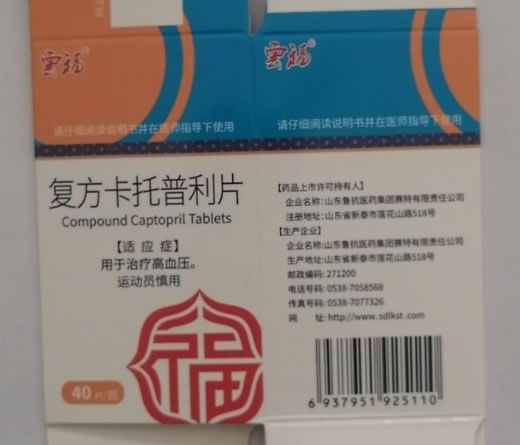 雲福®
请仔细阅读说明书并在医师指导下使用
复方卡托普利片
Compound Captopril Tablets
【适 应 症】
用于治疗高血压。
运动员慎用
福
40片/瓶
雲福®
请仔细阅读说明书并在医师指导下使用
【药品上市许可持有人】
企业名称:山东鲁抗医药集团赛特有限责任公司
注册地址:山东省新泰市莲花山路518号
【生产企业】
企业名称:山东鲁抗医药集团赛特有限责任公司
生产地址:山东省新泰市莲花山路518号
邮政编码: 271200
电话号码: 0538-7058568
传真号码: 0538-7077326
网 址: http://www.sdlkst .com
6 937951 925110